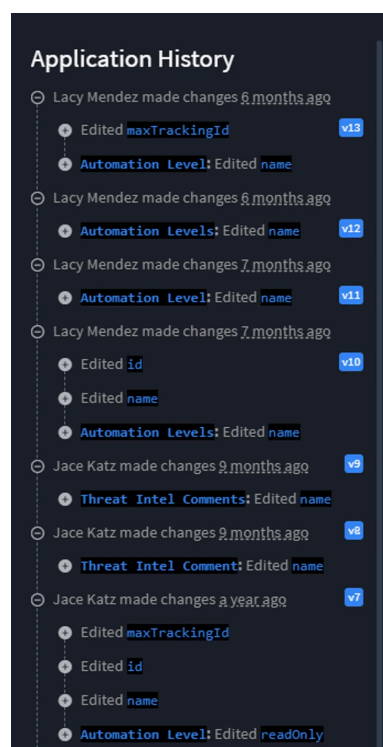 Application History
Lacy Mendez made changes 6 months ago
Edited maxTrackingId v13
Automation Level: Edited name
Lacy Mendez made changes 6 months ago
Automation Levels: Edited name v12
Lacy Mendez made changes 7 months ago
Automation Level: Edited name v11
Lacy Mendez made changes 7 months ago
Edited id v10
Edited name
Automation Levels: Edited name
Jace Katz made changes 9 months ago v9
Threat Intel Comments: Edited name
Jace Katz made changes 9 months ago v8
Threat Intel Comment: Edited name
Jace Katz made changes a year ago v7
Edited maxTrackingId
Edited id
Edited name
Automation Level: Edited readOnly